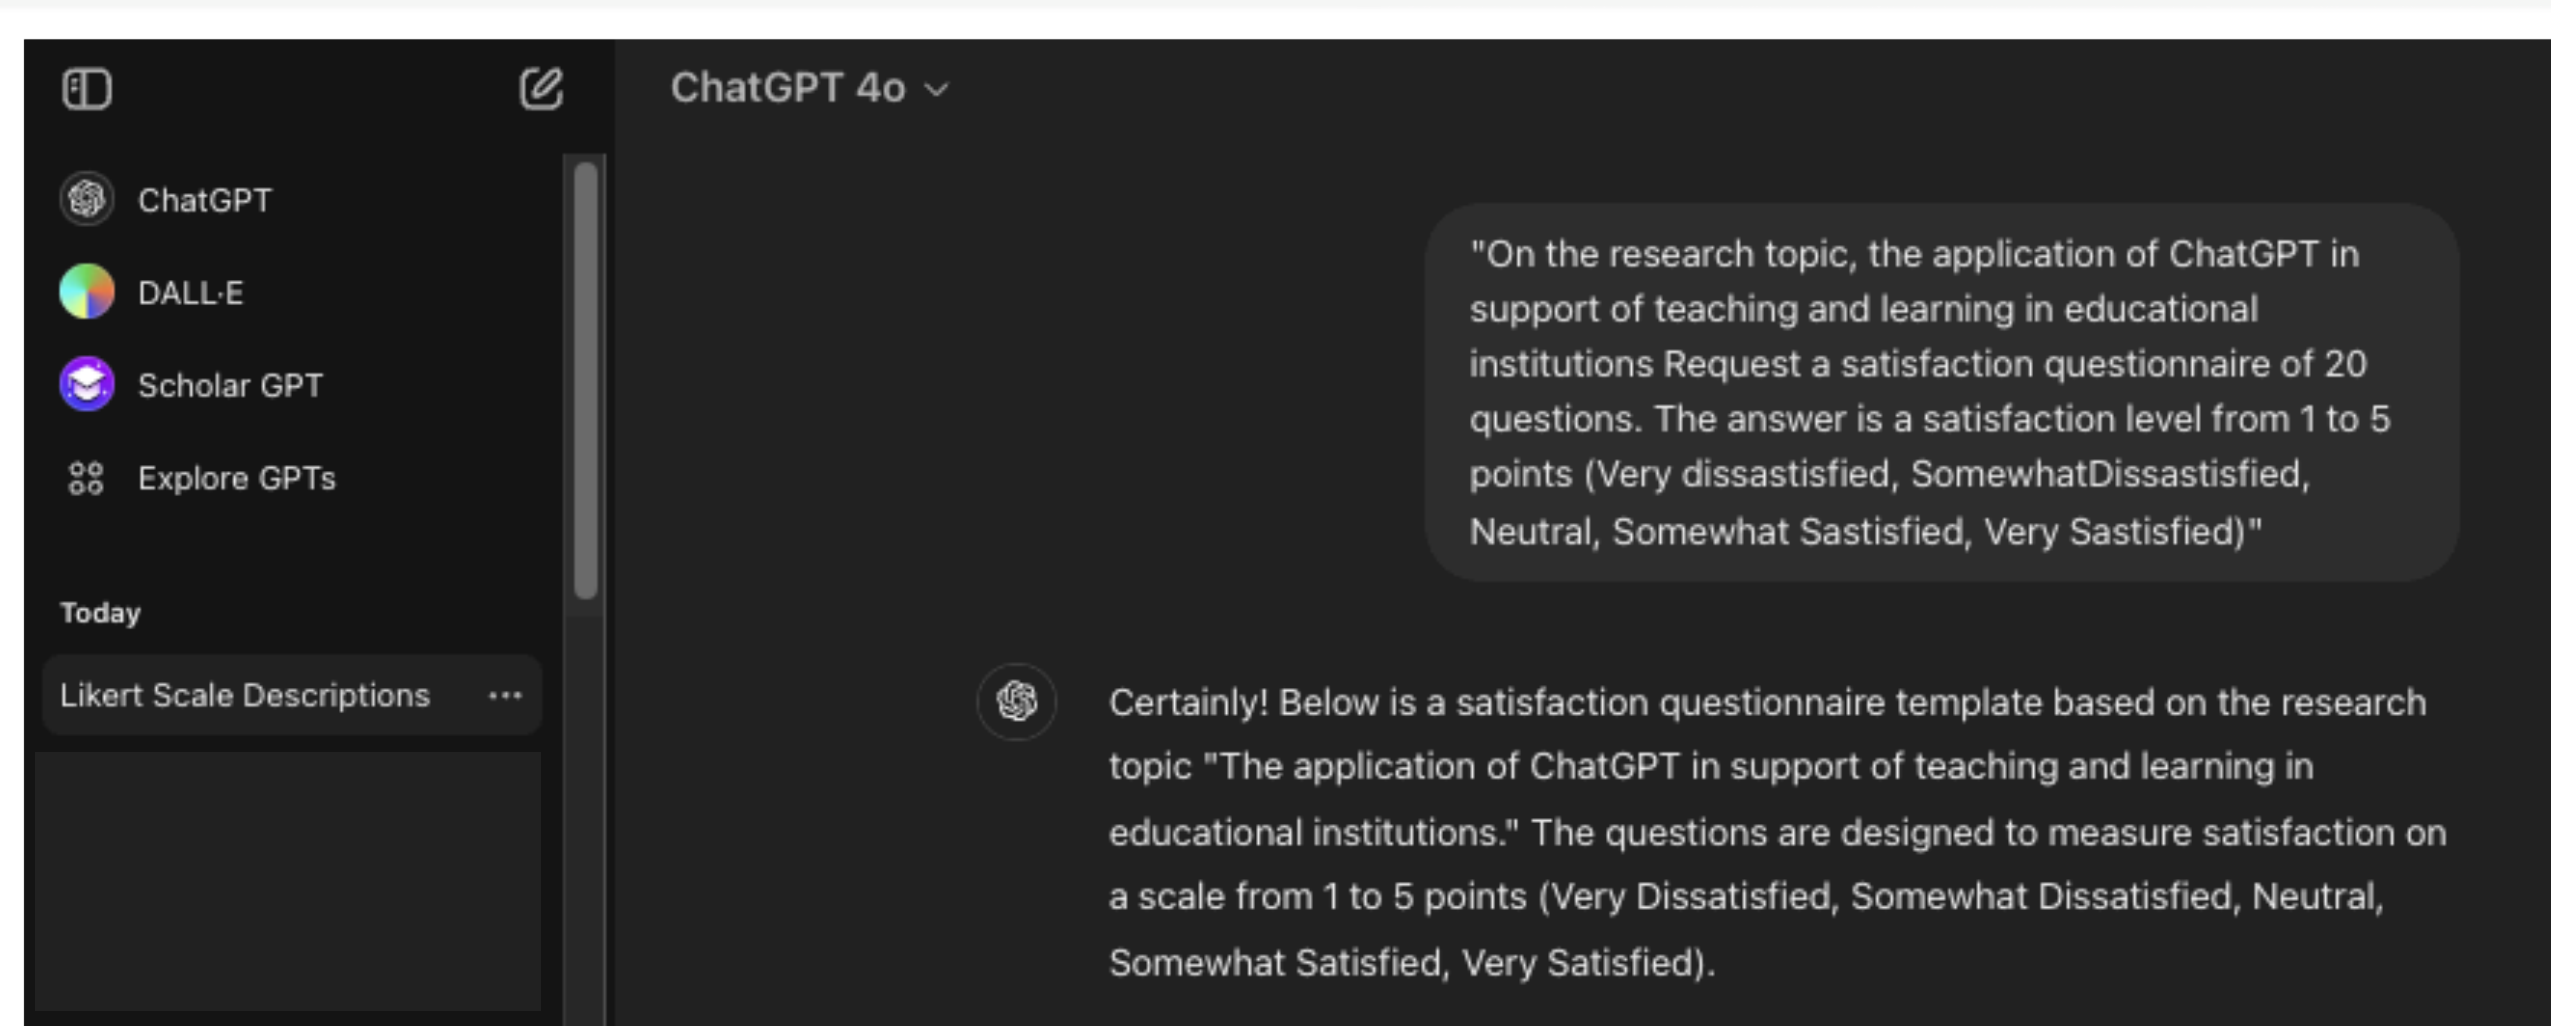 ChatGPT 4o
ChatGPT
DALL·E
Scholar GPT
Explore GPTs
Today
Likert Scale Descriptions
"On the research topic, the application of ChatGPT in
support of teaching and learning in educational
institutions Request a satisfaction questionnaire of 20
questions. The answer is a satisfaction level from 1 to 5
points (Very dissastisfied, SomewhatDissastisfied,
Neutral, Somewhat Sastisfied, Very Sastisfied)"
Certainly! Below is a satisfaction questionnaire template based on the research
topic "The application of ChatGPT in support of teaching and learning in
educational institutions." The questions are designed to measure satisfaction on
a scale from 1 to 5 points (Very Dissatisfied, Somewhat Dissatisfied, Neutral,
Somewhat Satisfied, Very Satisfied).